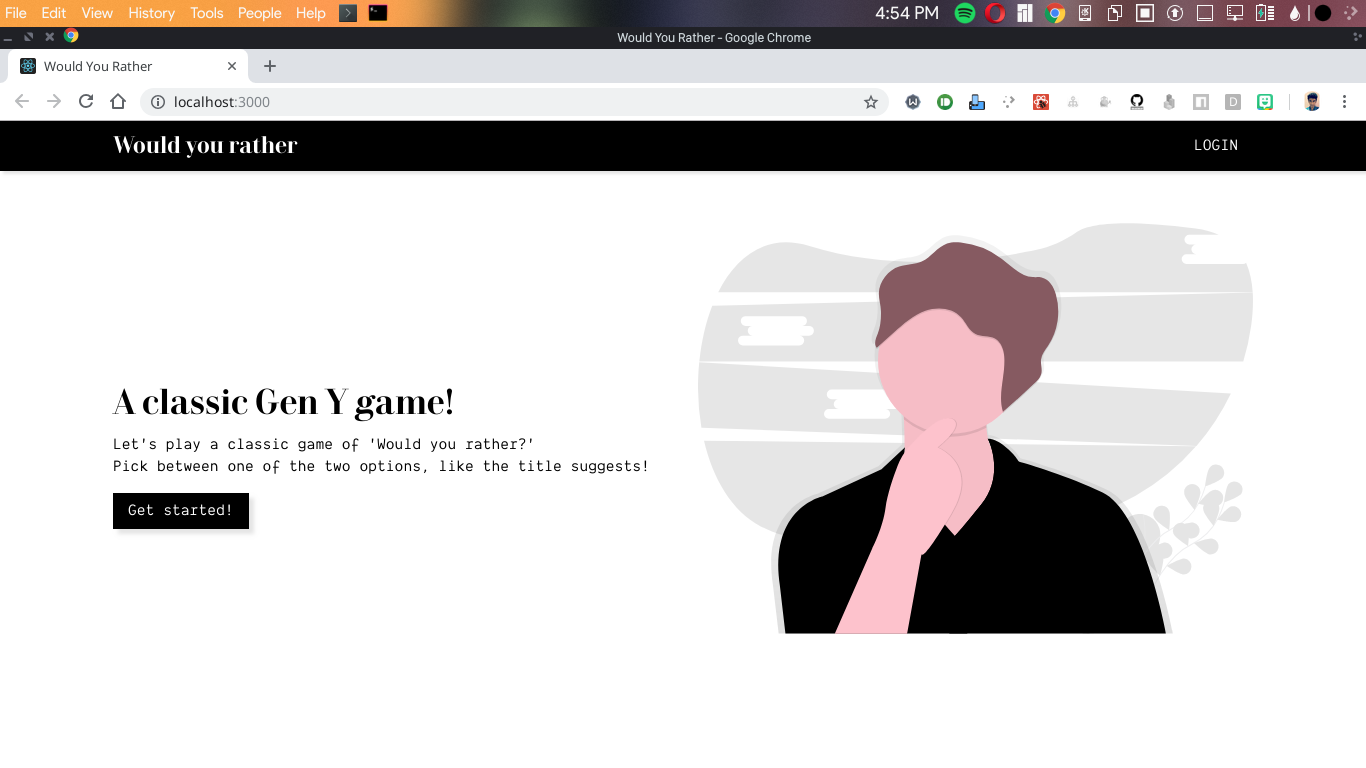 File Edit View History Tools People Help 4:54 PM
Would You Rather - Google Chrome
Would You Rather
localhost:3000
Would you rather LOGIN
A classic Gen Y game!
Let's play a classic game of 'Would you rather?'
Pick between one of the two options, like the title suggests!
Get started!